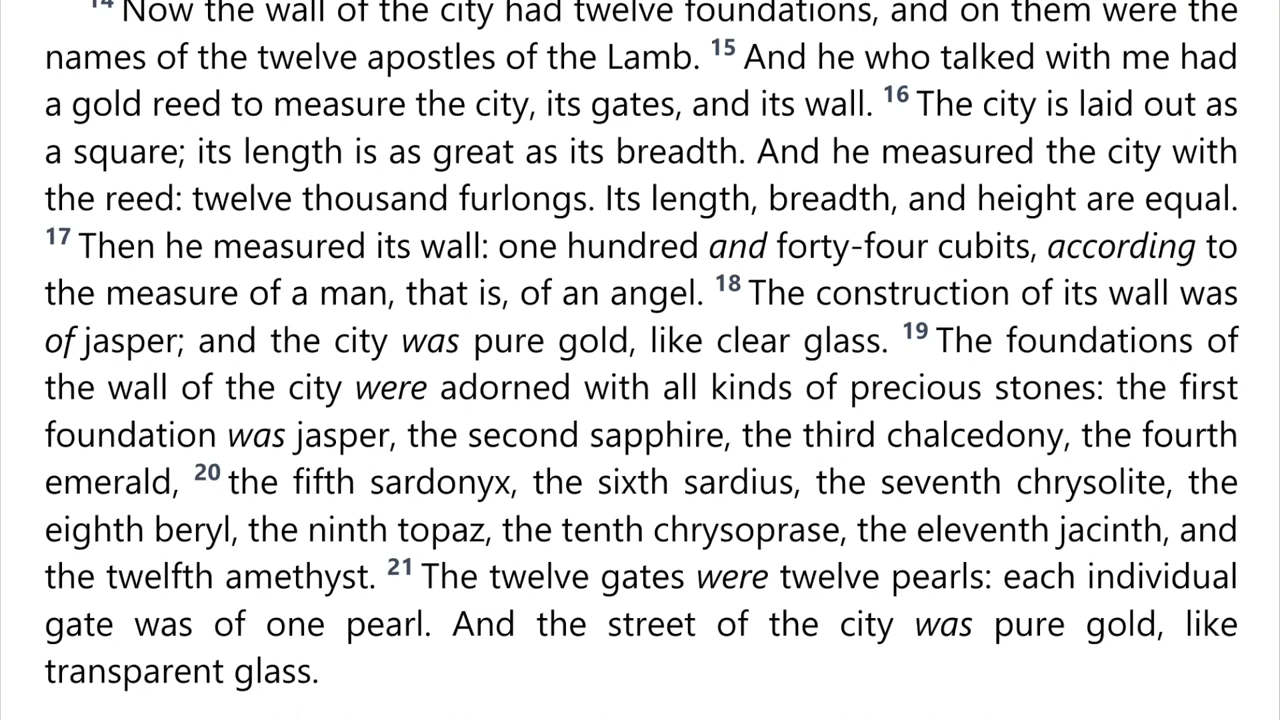 14 Now the wall of the city had twelve foundations, and on them were the
names of the twelve apostles of the Lamb. 15 And he who talked with me had
a gold reed to measure the city, its gates, and its wall. 16 The city is laid out as
a square; its length is as great as its breadth. And he measured the city with
the reed: twelve thousand furlongs. Its length, breadth, and height are equal.
17 Then he measured its wall: one hundred and forty-four cubits, according to
the measure of a man, that is, of an angel. 18 The construction of its wall was
of jasper; and the city was pure gold, like clear glass. 19 The foundations of
the wall of the city were adorned with all kinds of precious stones: the first
foundation was jasper, the second sapphire, the third chalcedony, the fourth
emerald, 20 the fifth sardonyx, the sixth sardius, the seventh chrysolite, the
eighth beryl, the ninth topaz, the tenth chrysoprase, the eleventh jacinth, and
the twelfth amethyst. 21 The twelve gates were twelve pearls: each individual
gate was of one pearl. And the street of the city was pure gold, like
transparent glass.